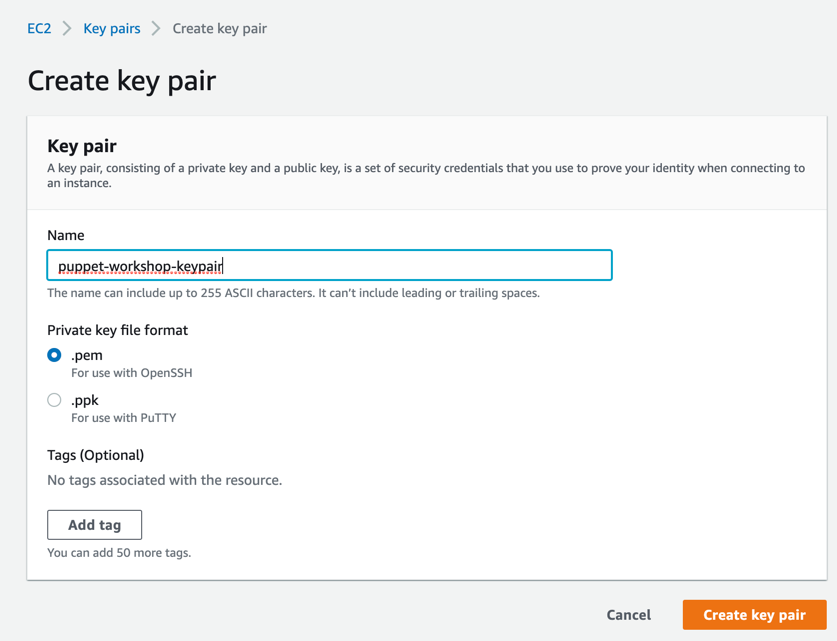 EC2 > Key pairs > Create key pair
Create key pair
Key pair
A key pair, consisting of a private key and a public key, is a set of security credentials that you use to prove your identity when connecting to
an instance.
Name
puppet-workshop-keypair
The name can include up to 255 ASCII characters. It can't include leading or trailing spaces.
Private key file format
.pem
For use with OpenSSH
.ppk
For use with PuTTY
Tags (Optional)
No tags associated with the resource.
Add tag
You can add 50 more tags.
Cancel Create key pair